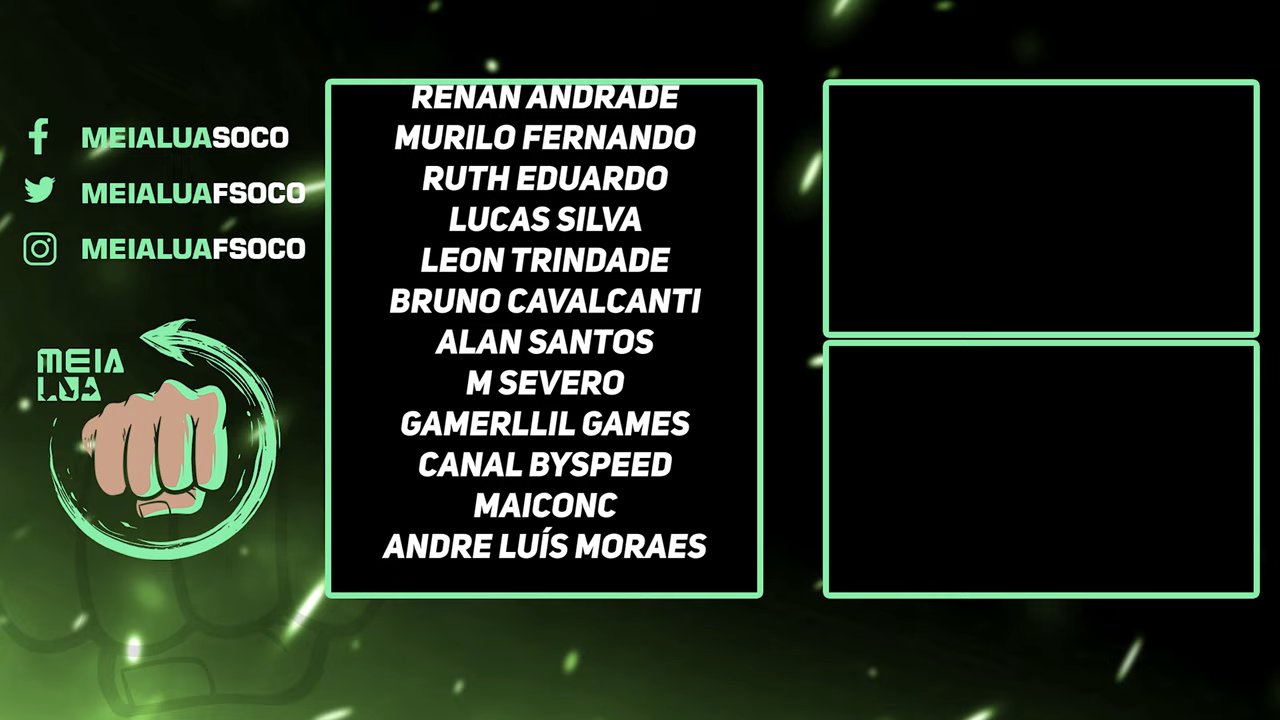 MEIALUASOCO
MEIALUAFSOCO
MEIALUAFSOCO
MEIA
LUA
RENAN ANDRADE
MURILO FERNANDO
RUTH EDUARDO
LUCAS SILVA
LEON TRINDADE
BRUNO CAVALCANTI
ALAN SANTOS
M SEVERO
GAMERLLIL GAMES
CANAL BYSPEED
MAICONC
ANDRE LUÍS MORAES